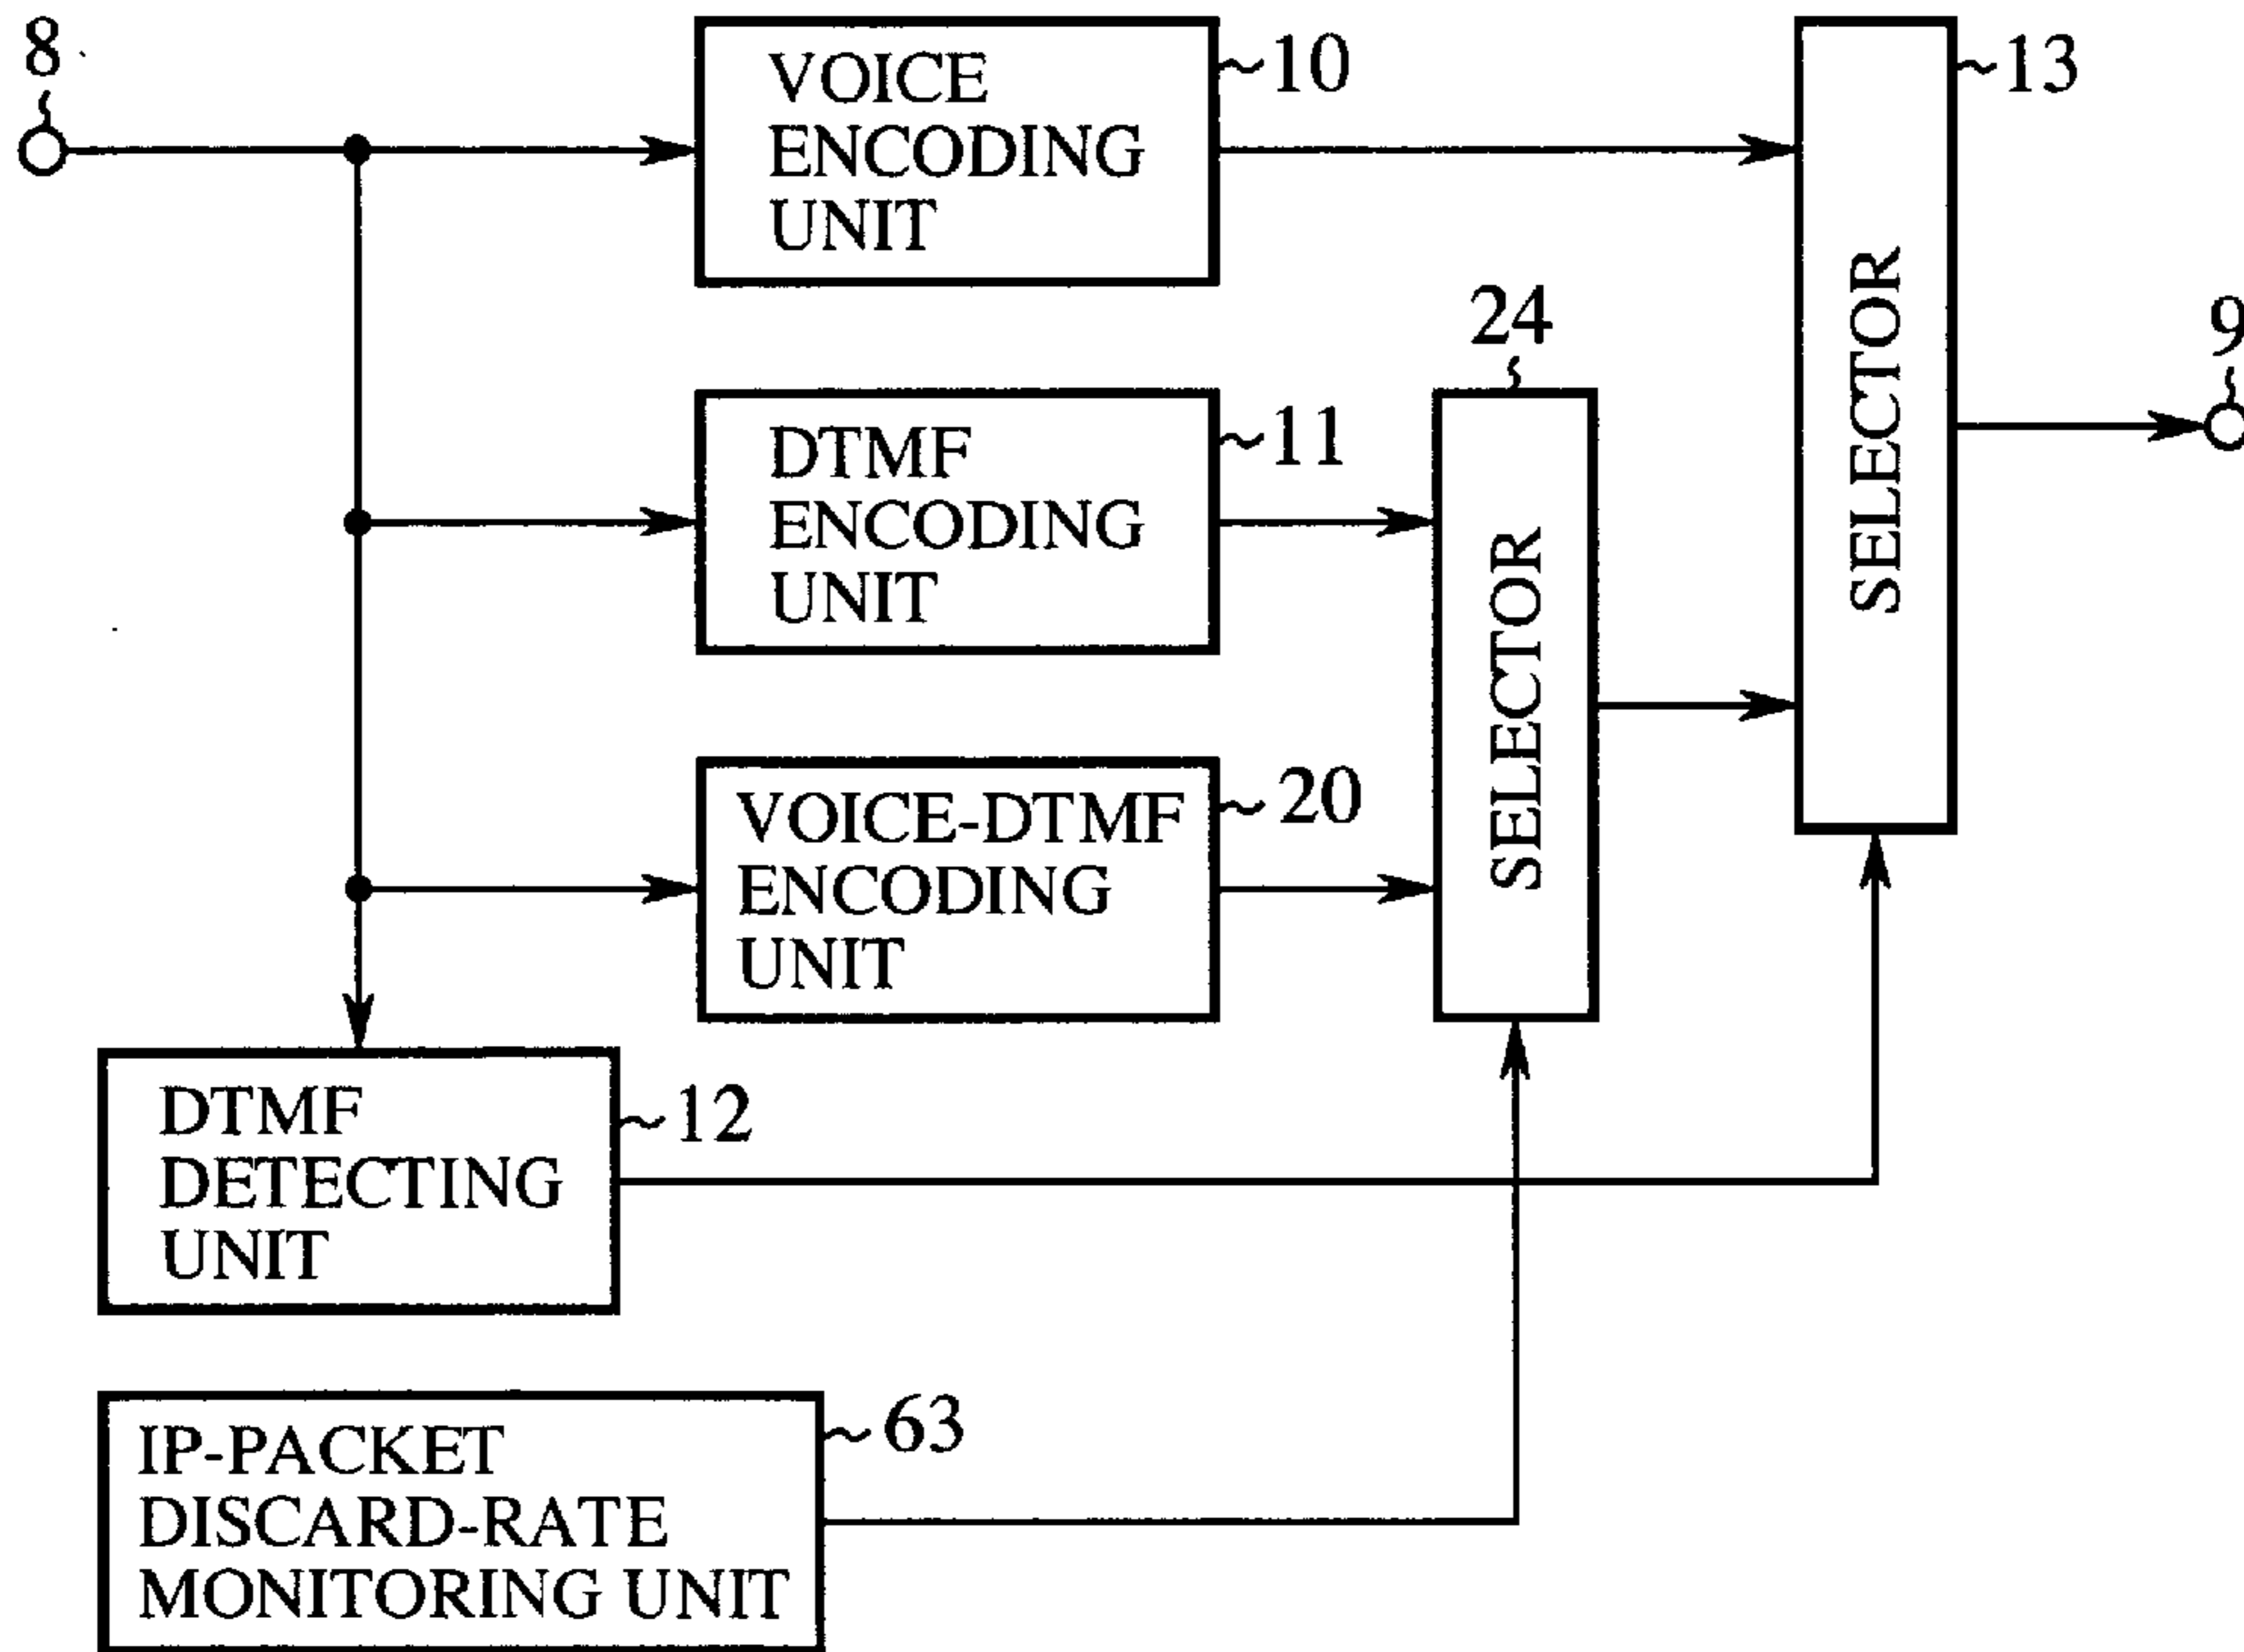 8
VOICE
ENCODING
UNIT
10
13
SELECTOR
24
9
DTMF
ENCODING
UNIT
11
SELECTOR
VOICE-DTMF
ENCODING
UNIT
20
DTMF
DETECTING
UNIT
12
IP-PACKET
DISCARD-RATE
MONITORING UNIT
63